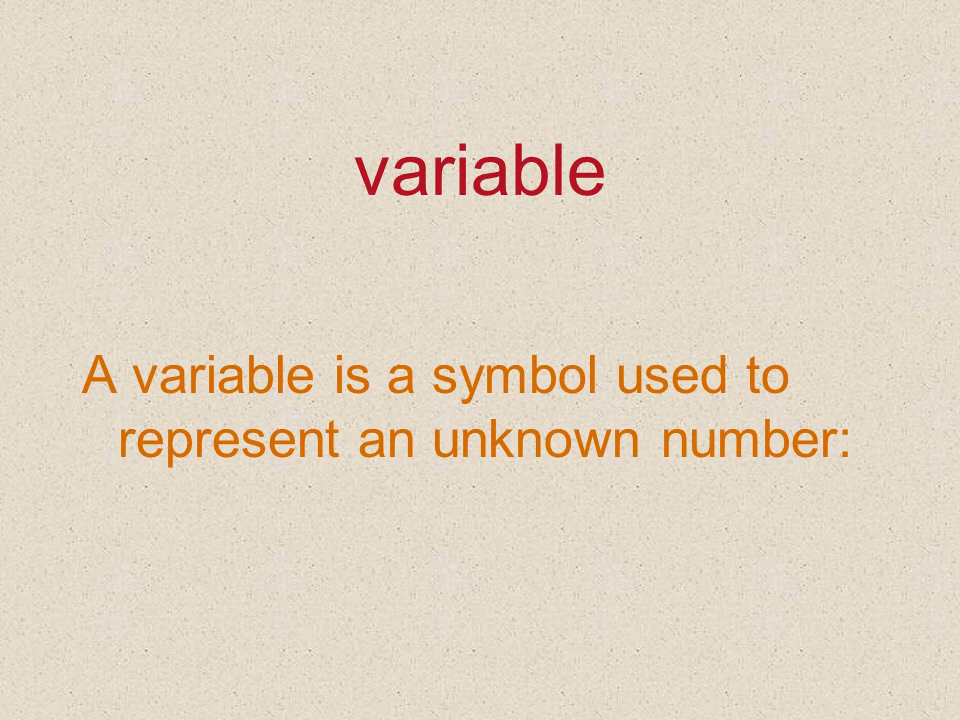 variable
A variable is a symbol used to
represent an unknown number: